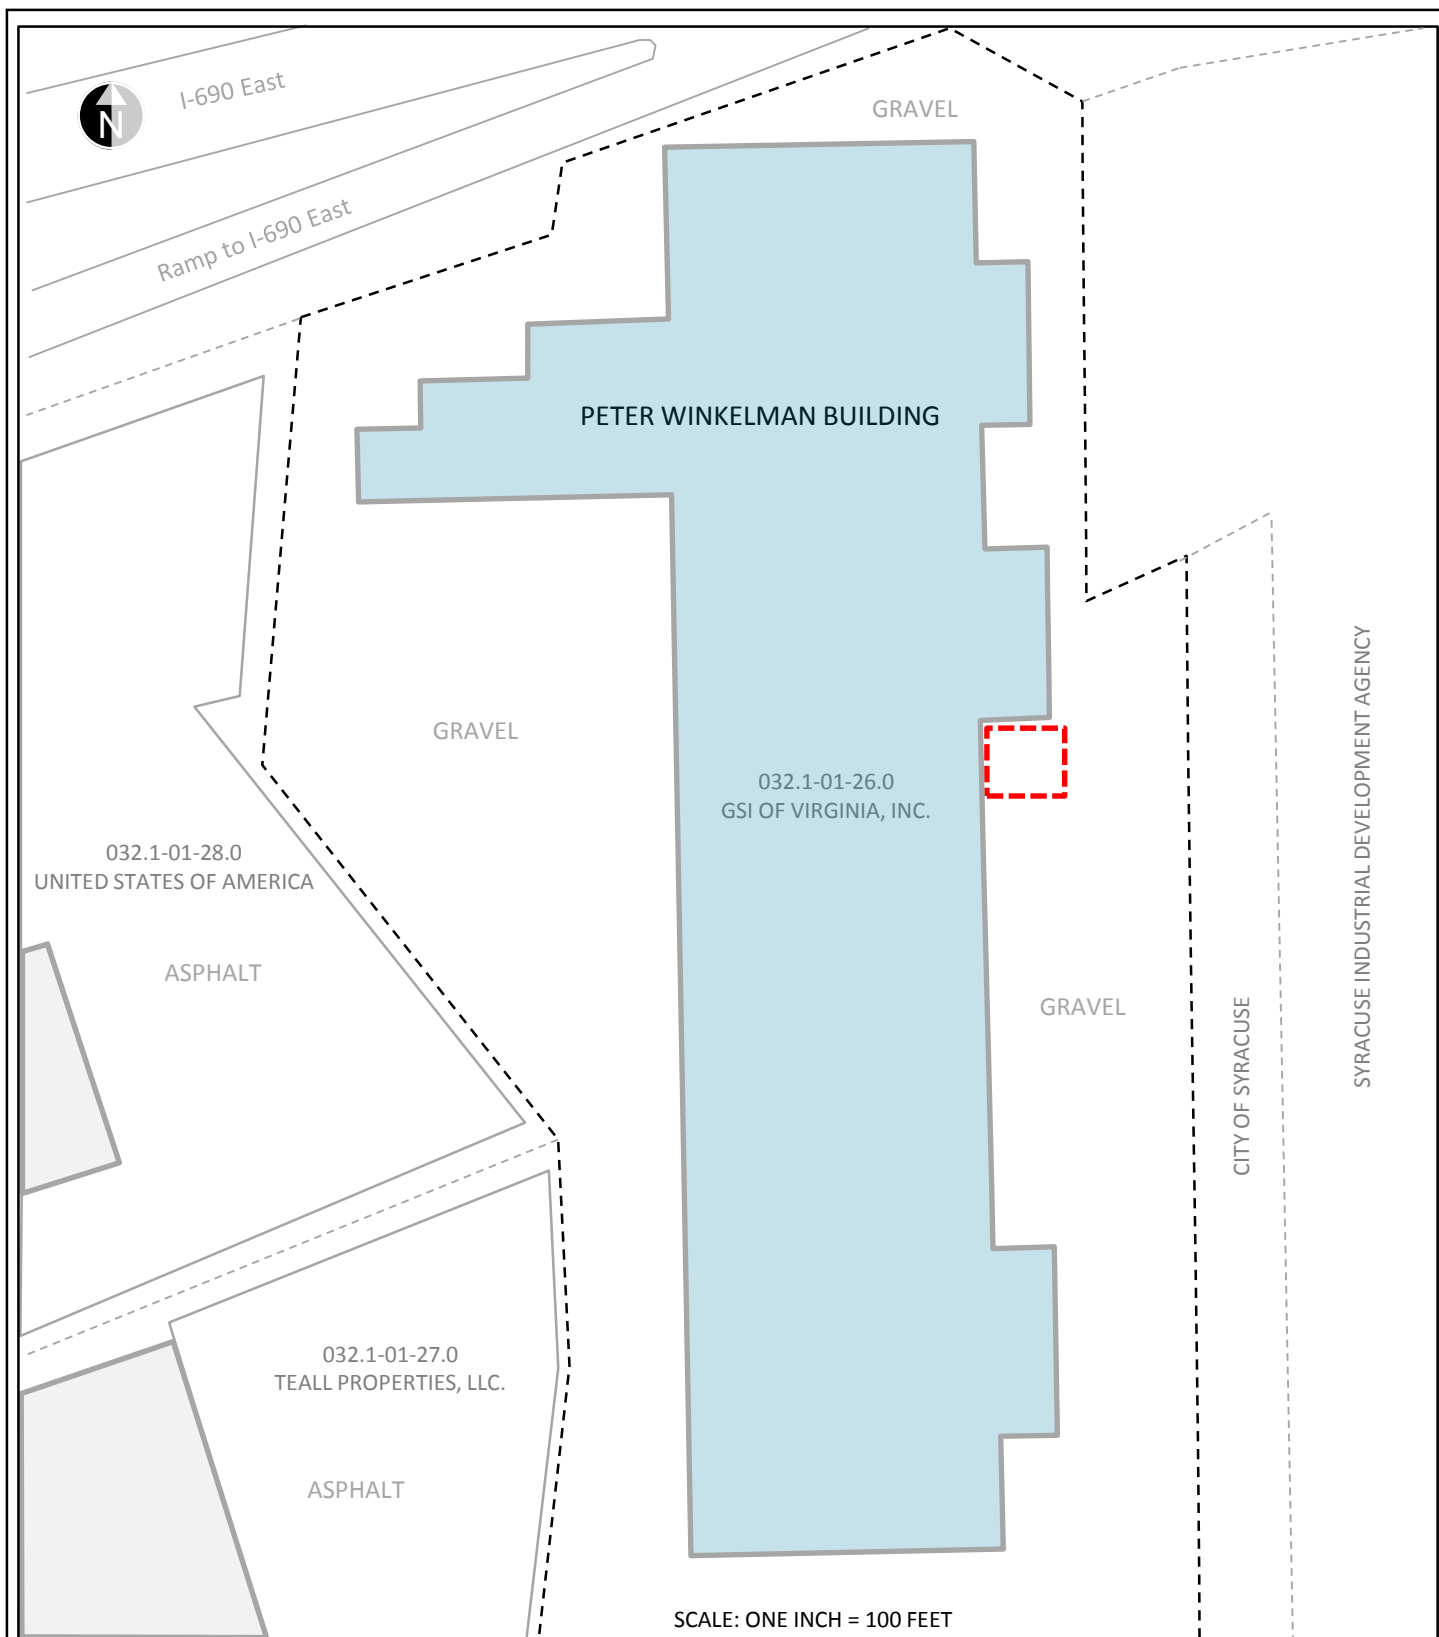 I-690 East
N
GRAVEL
Ramp to I-690 East
PETER WINKELMAN BUILDING
GRAVEL
032.1-01-26.0
GSI OF VIRGINIA, INC.
032.1-01-28.0
UNITED STATES OF AMERICA
ASPHALT
GRAVEL
CITY OF SYRACUSE
SYRACUSE INDUSTRIAL DEVELOPMENT AGENCY
032.1-01-27.0
TEALL PROPERTIES, LLC.
ASPHALT
SCALE: ONE INCH = 100 FEET